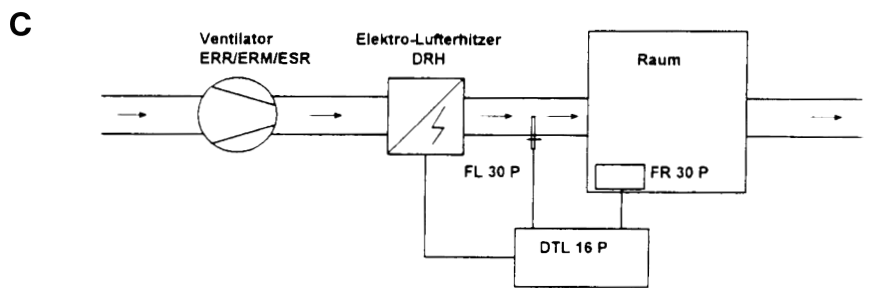 C
Ventilator
ERR/ERM/ESR
Elektro-Lufterhitzer
DRH
Raum
FL 30 P
FR 30 P
DTL 16 P